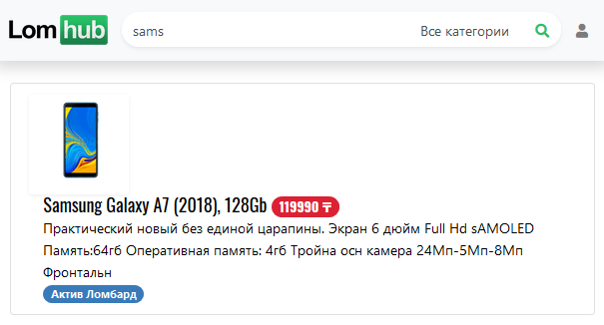 Lom hub
sams
Все категории
Samsung Galaxy A7 (2018), 128Gb 119990 ₸
Практический новый без единой царапины. Экран 6 дюйм Full Hd sAMOLED
Память:64гб Оперативная память: 4гб Тройна осн камера 24Мп-5Мп-8Мп
Фронтальн
Актив Ломбард